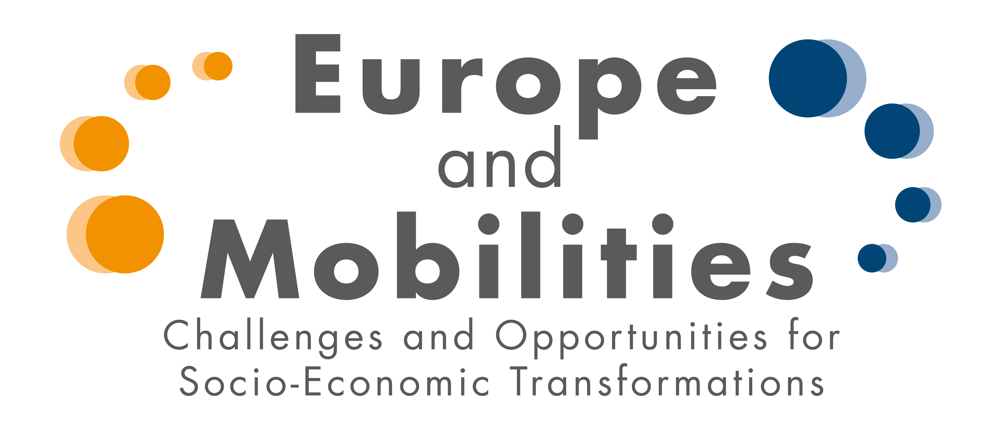 Europe
and
Mobilities
Challenges and Opportunities for
Socio-Economic Transformations